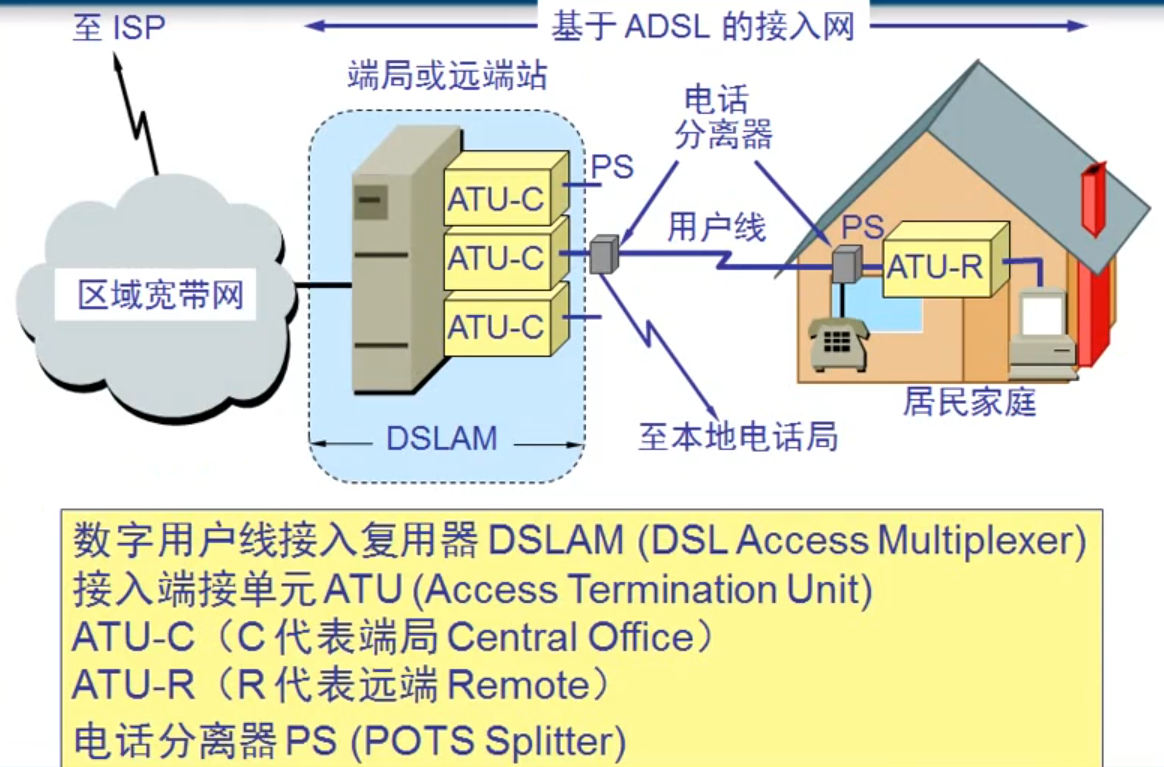 至 ISP
基于 ADSL 的接入网
端局或远端站
电话
分离器
PS
ATU-C
ATU-C
ATU-C
用户线
PS
ATU-R
区域宽带网
居民家庭
DSLAM
至本地电话局
数字用户线接入复用器 DSLAM (DSL Access Multiplexer)
接入端接单元 ATU (Access Termination Unit)
ATU-C（C 代表端局 Central Office）
ATU-R（R 代表远端 Remote）
电话分离器 PS (POTS Splitter)